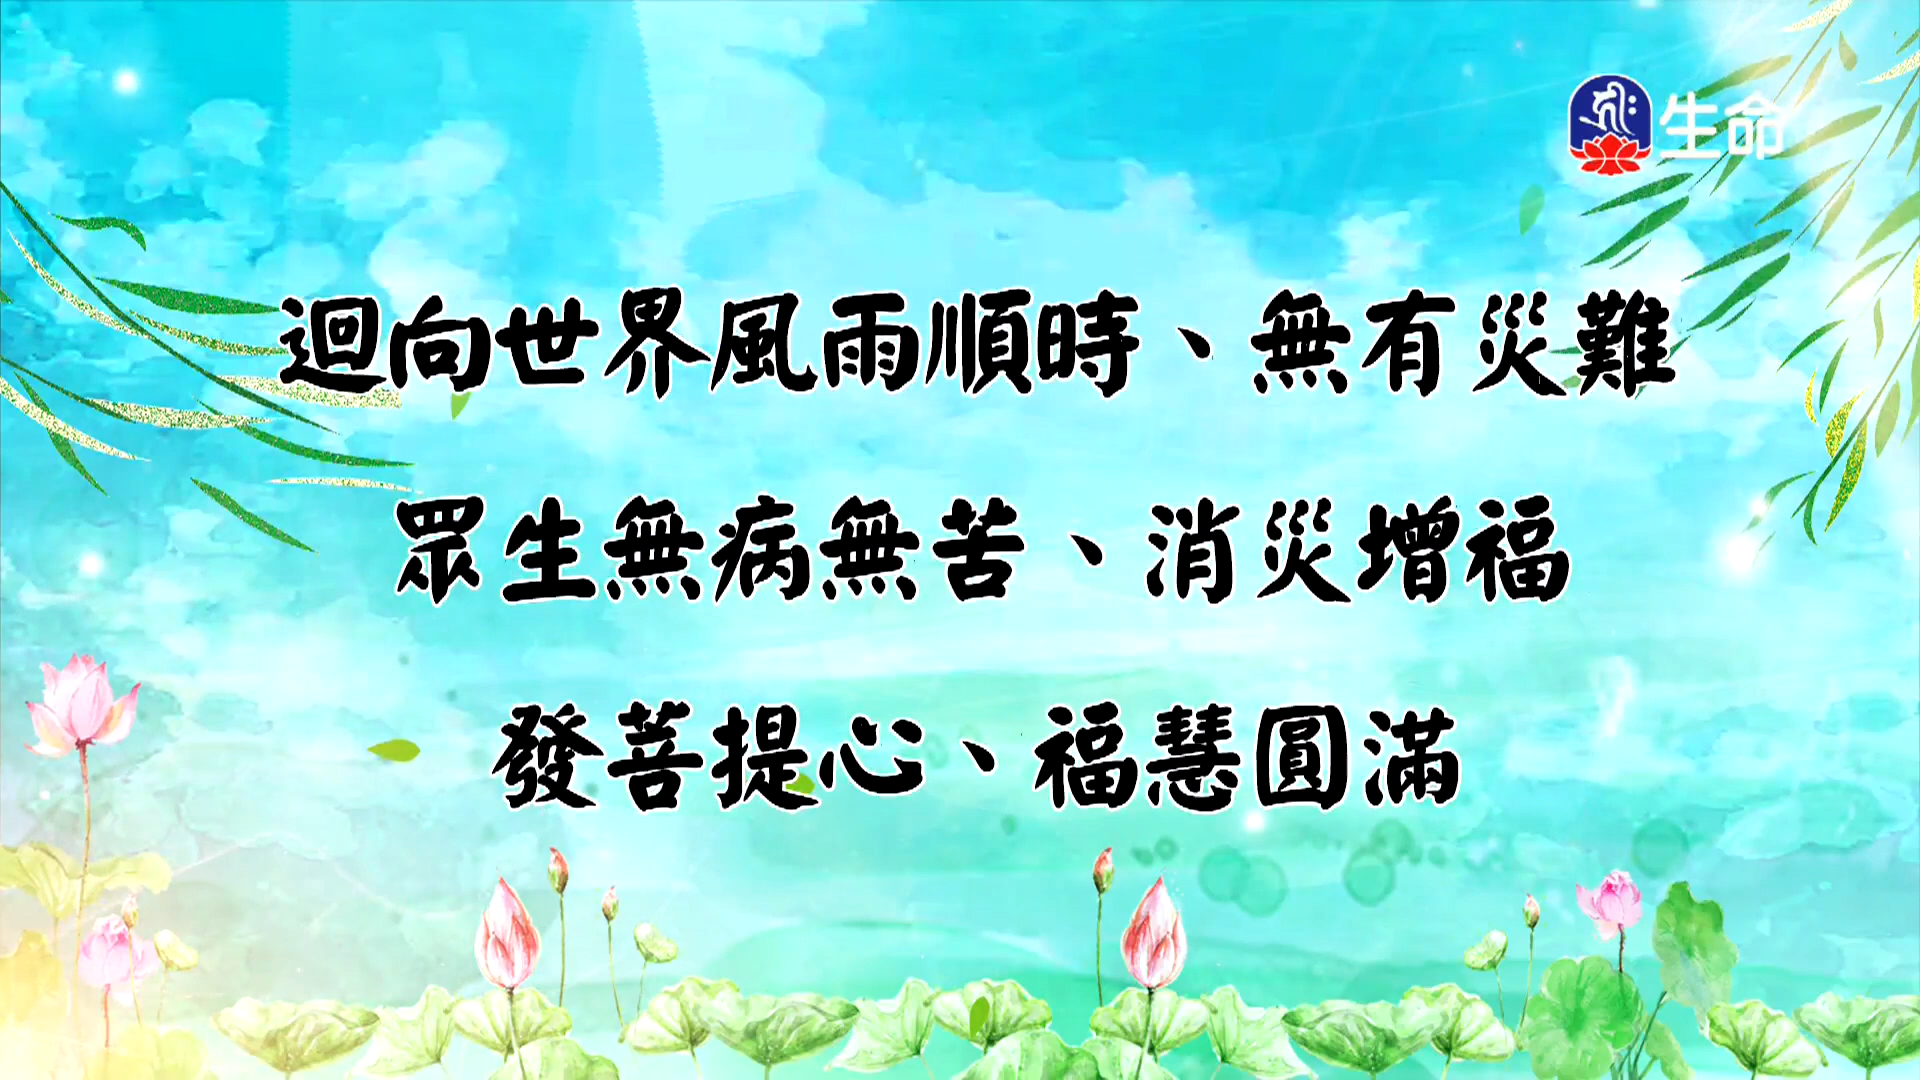 生命
迴向世界風雨順時、無有災難
眾生無病無苦、消災增福
發菩提心、福慧圓滿